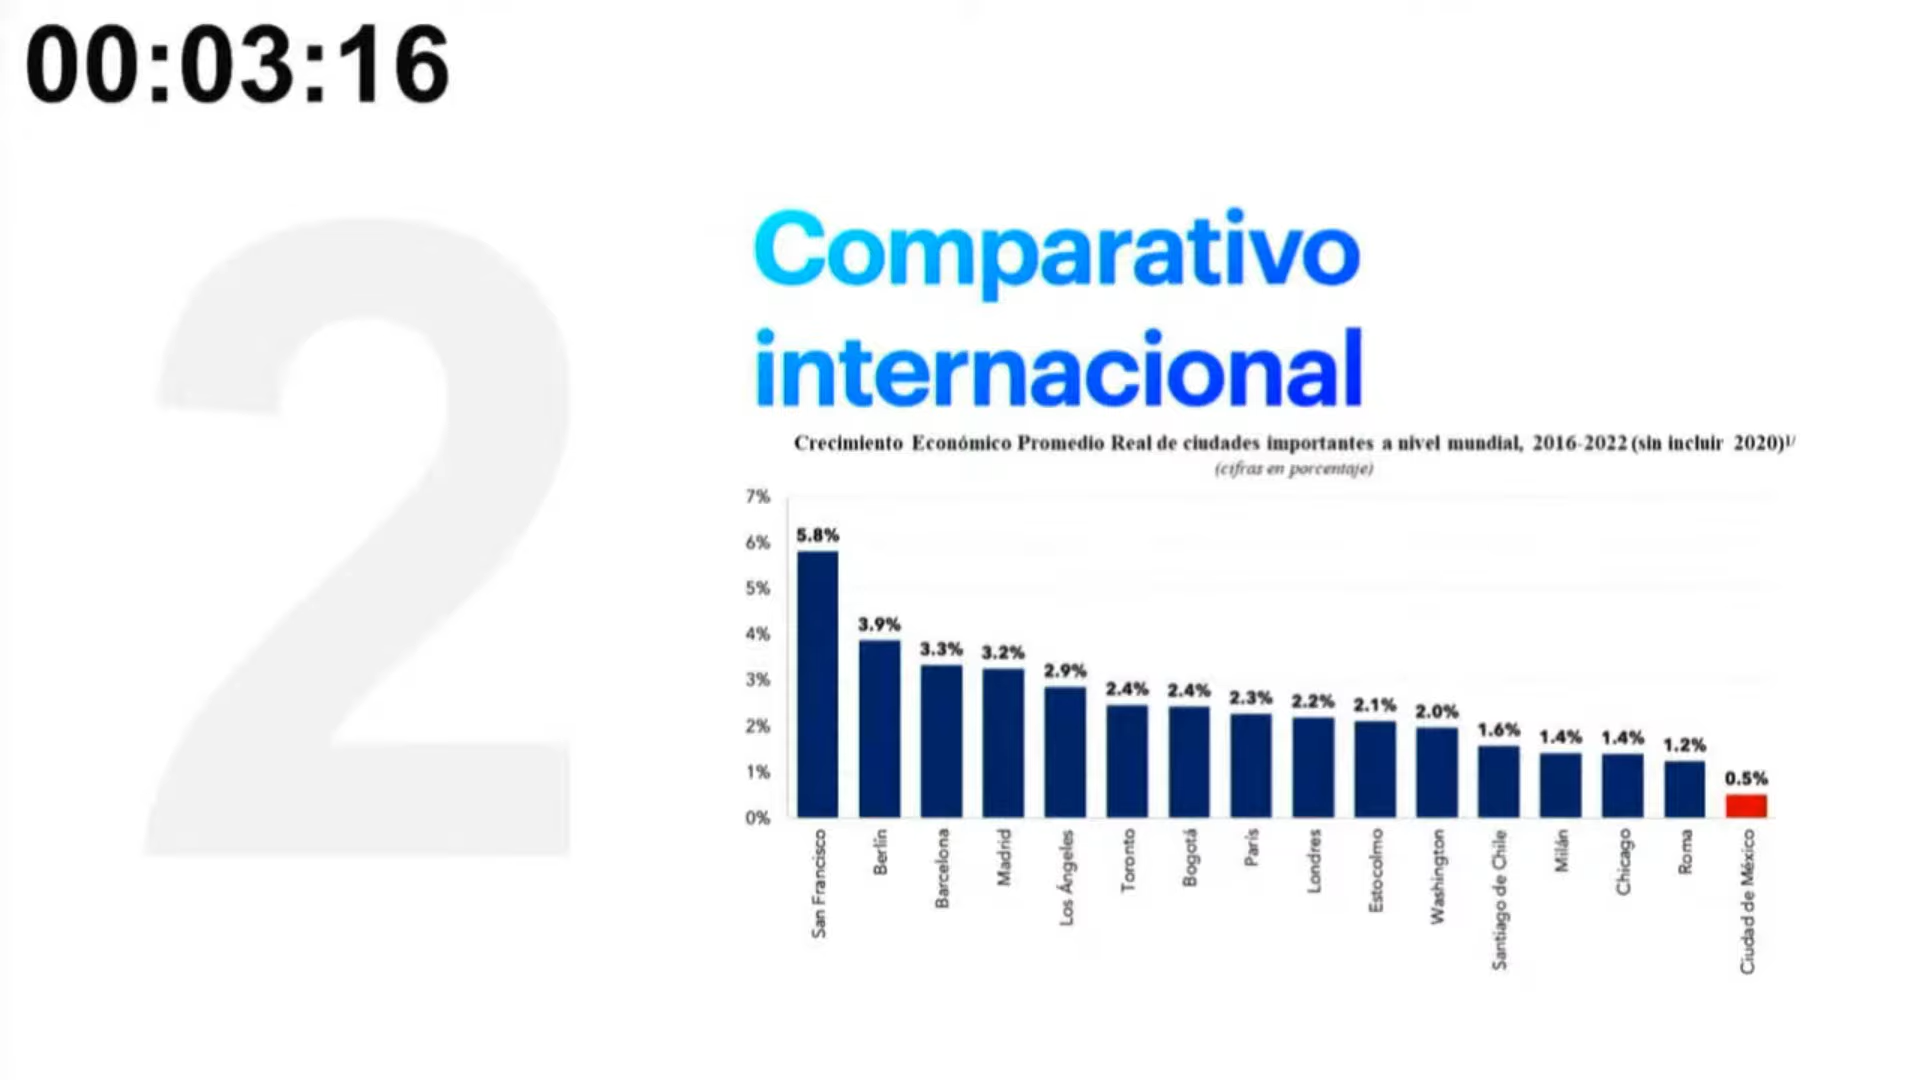 00:03:16
2
Comparativo
internacional
Crecimiento Económico Promedio Real de ciudades importantes a nivel mundial, 2016-2022 (sin incluir 2020)1/
(cifras en porcentaje)
7%
6%
5%
4%
3%
2%
1%
0%
5.8%
3.9%
3.3%
3.2%
2.9%
2.4%
2.4%
2.3%
2.2%
2.1%
2.0%
1.6%
1.4%
1.4%
1.2%
0.5%
San Francisco
Berlín
Barcelona
Madrid
Los Ángeles
Toronto
Bogotá
París
Londres
Estocolmo
Washington
Santiago de Chile
Milán
Chicago
Roma
Ciudad de México